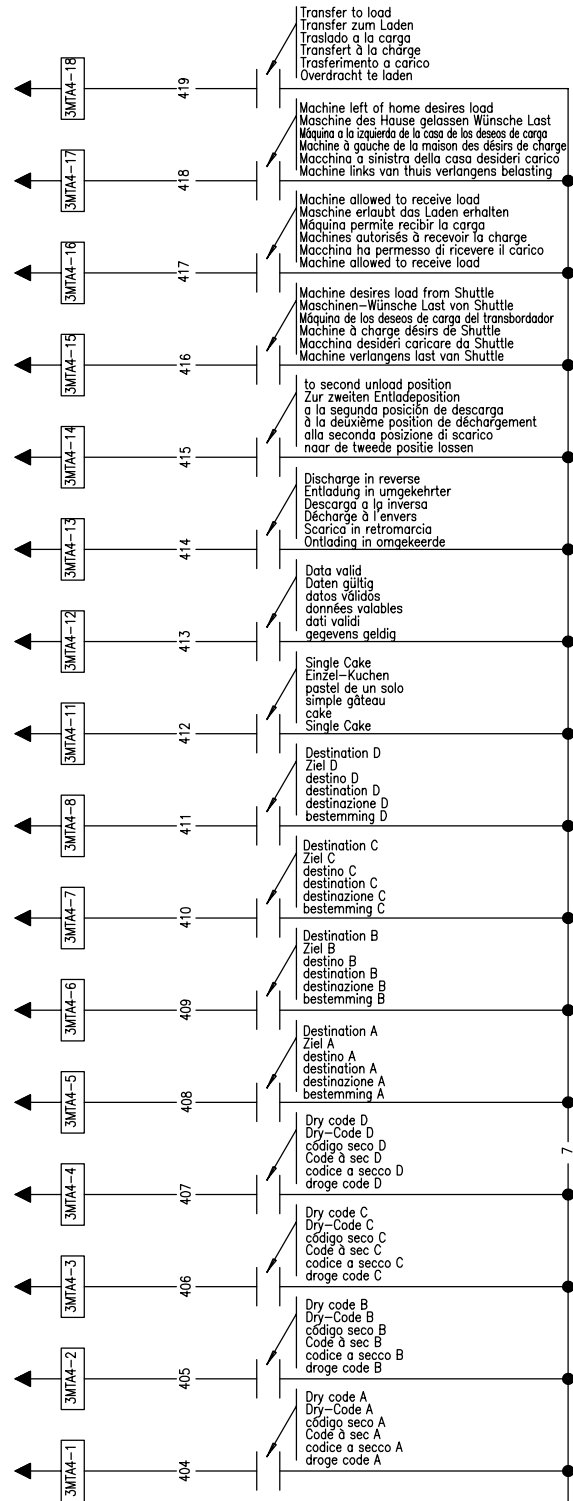 3MTA4-18
419
Transfer to load
Transfer zum Laden
Traslado a la carga
Transfert à la charge
Trasferimento a carico
Overdracht te laden
3MTA4-17
418
Machine left of home desires load
Maschine des Hause gelassen Wünsche Last
Máquina a la izquierda de la casa de los deseos de carga
Machine à gauche de la maison des désirs de charge
Macchina a sinistra della casa desideri carico
Machine links van thuis verlangens belasting
3MTA4-16
417
Machine allowed to receive load
Maschine erlaubt das Laden erhalten
Máquina permite recibir la carga
Machines autorisés à recevoir la charge
Macchina ha permesso di ricevere il carico
Machine allowed to receive load
3MTA4-15
416
Machine desires load from Shuttle
Maschinen-Wünsche Last von Shuttle
Máquina de los deseos de carga del transbordador
Machine à charge désirs de Shuttle
Macchina desideri caricare da Shuttle
Machine verlangens last van Shuttle
3MTA4-14
415
to second unload position
Zur zweiten Entladeposition
a la segunda posición de descarga
à la deuxième position de déchargement
alla seconda posizione di scarico
naar de tweede positie lossen
3MTA4-13
414
Discharge in reverse
Entladung in umgekehrter
Descarga a la inversa
Décharge à l'envers
Scarica in retromarcia
Ontlading in omgekeerde
3MTA4-12
413
Data valid
Daten gültig
datos válidos
données valables
dati validi
gegevens geldig
3MTA4-11
412
Single Cake
Einzel-Kuchen
pastel de un solo
simple gâteau
cake
Single Cake
3MTA4-8
411
Destination D
Ziel D
destino D
destination D
destinazione D
bestemming D
3MTA4-7
410
Destination C
Ziel C
destino C
destination C
destinazione C
bestemming C
3MTA4-6
409
Destination B
Ziel B
destino B
destination B
destinazione B
bestemming B
3MTA4-5
408
Destination A
Ziel A
destino A
destination A
destinazione A
bestemming A
7
3MTA4-4
407
Dry code D
Dry-Code D
código seco D
Code à sec D
codice a secco D
droge code D
3MTA4-3
406
Dry code C
Dry-Code C
código seco C
Code à sec C
codice a secco C
droge code C
3MTA4-2
405
Dry code B
Dry-Code B
código seco B
Code à sec B
codice a secco B
droge code B
3MTA4-1
404
Dry code A
Dry-Code A
código seco A
Code à sec A
codice a secco A
droge code A